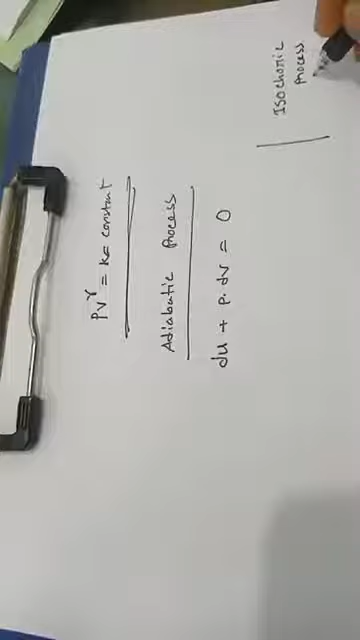 PV^γ = K = constant
Adiabatic Process
du + P. dv = 0
Isochoric
Process